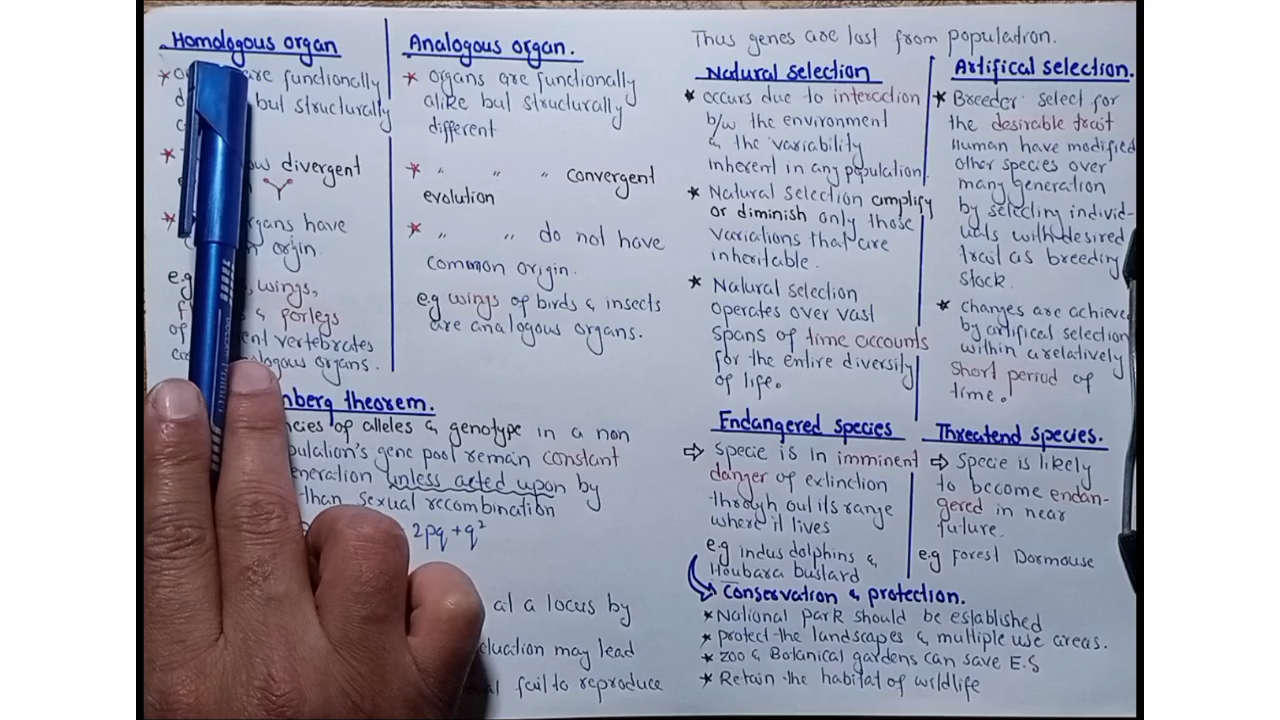 Homologous organ
are functionally
but structurally
divergent
Y
organs have
origin.
e.g wings,
& porlegs
of vertebrates
organs.
Analogous organ.
* organs are functionally
alike but structurally
different
* " " " convergent
evolution
* " " do not have
common origin.
e.g wings of birds & insects
are analogous organs.
nberg theorem.
ncies of alleles & genotype in a non
pulation's gene pool remain constant
eneration unless acted upon by
than sexual recombination
2pq + q²
at a locus by
ctuation may lead
fail to reproduce
Thus genes are lost from population.
Natural selection
* occurs due to interaction
b/w the environment
& the variability
inherent in any population.
* Natural selection amplify
or diminish only those
variations that are
inheritable.
* Natural selection
operates over vast
spans of time accounts
for the entire diversity
of life.
Artifical selection.
* Breeder select for
the desirable trait
Human have modified
other species over
many generation
by selecting individ-
uals with desired
trait as breeding
stock.
* Changes are achieved
by artifical selection
within a relatively
short period of
time.
Endangered species
⇨ Specie is in imminent
danger of extinction
through out its range
where it lives
e.g indus dolphins &
Houbara bustard
Threatend species.
⇨ Specie is likely
to become endan-
gered in near
future.
e.g Forest Dormouse
Conservation & protection.
* National park should be established
* protect the landscapes & multiple use areas.
* zoo & Botanical gardens can save E.S
* Retain the habitat of wildlife